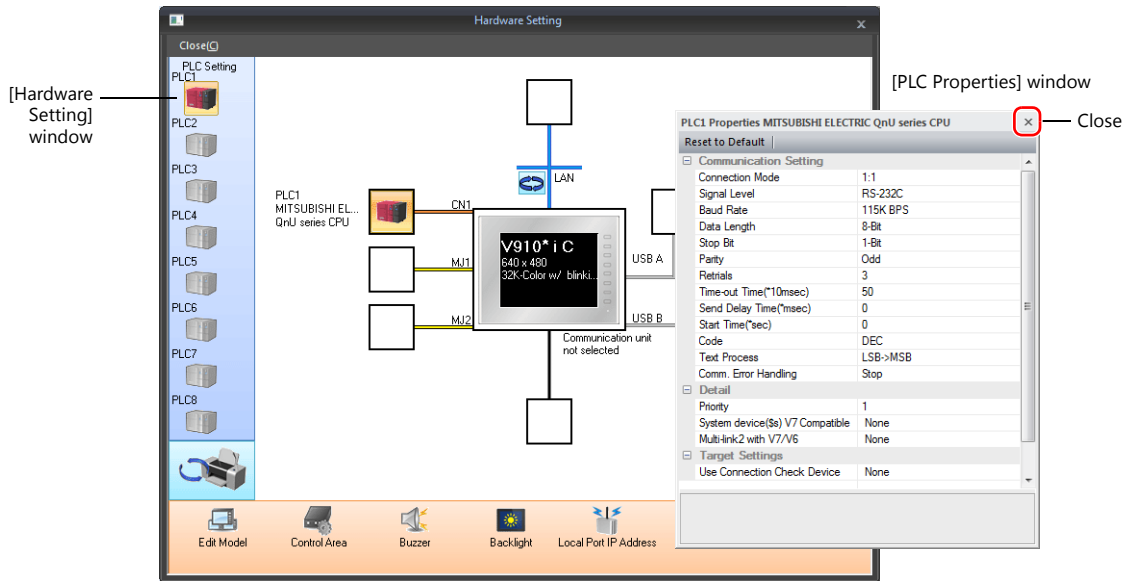 Hardware Setting
x
Close(C)
[Hardware
Setting]
window
PLC Setting
PLC1
PLC2
PLC3
PLC4
PLC5
PLC6
PLC7
PLC8
LAN
PLC1
MITSUBISHI EL...
QnU series CPU
CN1
MJ1
MJ2
V910* i C
640 x 480
32K-Color w/ blinki...
USB A
USB B
Communication unit
not selected
Edit Model
Control Area
Buzzer
Backlight
Local Port IP Address
[PLC Properties] window
Close
PLC1 Properties MITSUBISHI ELECTRIC QnU series CPU
Reset to Default
Communication Setting
Connection Mode 1:1
Signal Level RS-232C
Baud Rate 115K BPS
Data Length 8-Bit
Stop Bit 1-Bit
Parity Odd
Retrials 3
Time-out Time(*10msec) 50
Send Delay Time(*msec) 0
Start Time(*sec) 0
Code DEC
Text Process LSB->MSB
Comm. Error Handling Stop
Detail
Priority 1
System device($s) V7 Compatible None
Multi-link2 with V7/V6 None
Target Settings
Use Connection Check Device None